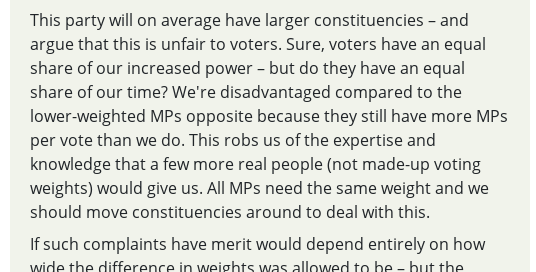 This party will on average have larger constituencies – and
argue that this is unfair to voters. Sure, voters have an equal
share of our increased power – but do they have an equal
share of our time? We're disadvantaged compared to the
lower-weighted MPs opposite because they still have more MPs
per vote than we do. This robs us of the expertise and
knowledge that a few more real people (not made-up voting
weights) would give us. All MPs need the same weight and we
should move constituencies around to deal with this.
If such complaints have merit would depend entirely on how
wide the difference in weights was allowed to be – but the